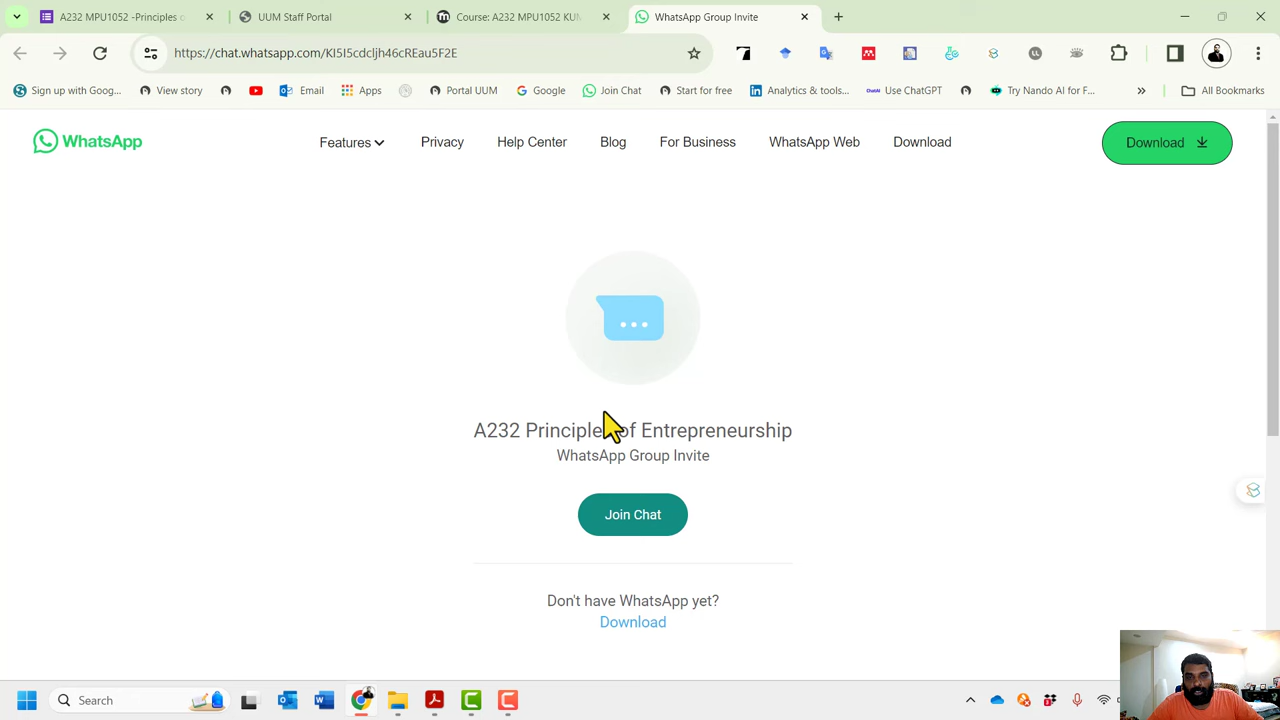 A232 MPU1052 -Principles o
UUM Staff Portal
Course: A232 MPU1052 KUM
WhatsApp Group Invite
https://chat.whatsapp.com/KI5I5cdcljh46cREau5F2E
Sign up with Goog...
View story
Email
Apps
Portal UUM
Google
Join Chat
Start for free
Analytics & tools...
ChatAI
Use ChatGPT
Try Nando AI for F...
All Bookmarks
WhatsApp
Features
Privacy
Help Center
Blog
For Business
WhatsApp Web
Download
Download
A232 Principles of Entrepreneurship
WhatsApp Group Invite
Join Chat
Don't have WhatsApp yet?
Download
Search